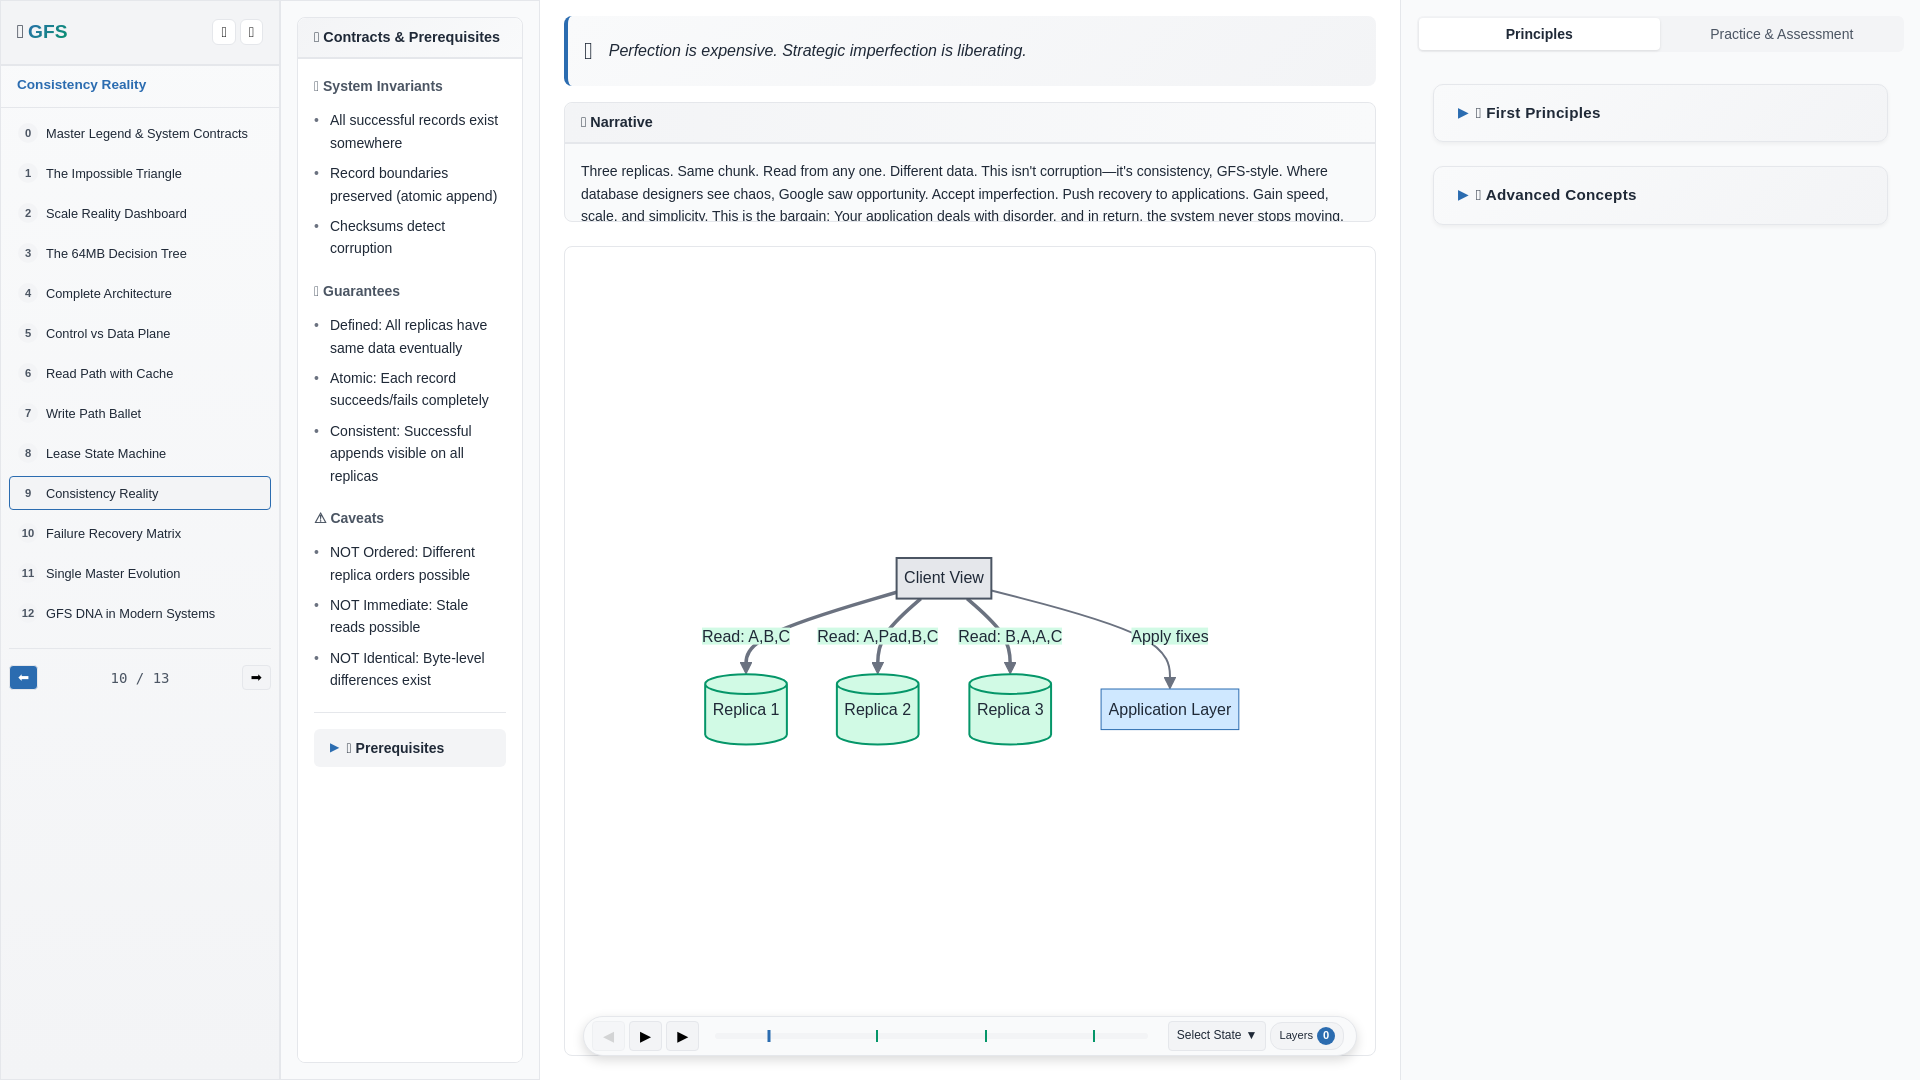 GFS
Consistency Reality
0 Master Legend & System Contracts
1 The Impossible Triangle
2 Scale Reality Dashboard
3 The 64MB Decision Tree
4 Complete Architecture
5 Control vs Data Plane
6 Read Path with Cache
7 Write Path Ballet
8 Lease State Machine
9 Consistency Reality
10 Failure Recovery Matrix
11 Single Master Evolution
12 GFS DNA in Modern Systems
10 / 13
Contracts & Prerequisites
System Invariants
• All successful records exist
somewhere
• Record boundaries
preserved (atomic append)
• Checksums detect
corruption
Guarantees
• Defined: All replicas have
same data eventually
• Atomic: Each record
succeeds/fails completely
• Consistent: Successful
appends visible on all
replicas
⚠ Caveats
• NOT Ordered: Different
replica orders possible
• NOT Immediate: Stale
reads possible
• NOT Identical: Byte-level
differences exist
▶ Prerequisites
Perfection is expensive. Strategic imperfection is liberating.
Narrative
Three replicas. Same chunk. Read from any one. Different data. This isn't corruption—it's consistency, GFS-style. Where
database designers see chaos, Google saw opportunity. Accept imperfection. Push recovery to applications. Gain speed,
scale, and simplicity. This is the bargain: Your application deals with disorder, and in return, the system never stops moving.
Client View
Read: A,B,C
Read: A,Pad,B,C
Read: B,A,A,C
Apply fixes
Replica 1
Replica 2
Replica 3
Application Layer
Select State ▼
Layers 0
Principles
Practice & Assessment
▶ First Principles
▶ Advanced Concepts